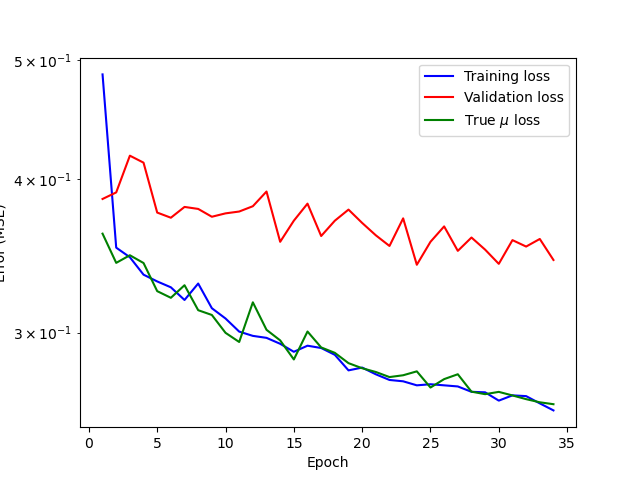 5 × 10⁻¹
4 × 10⁻¹
3 × 10⁻¹
Error (MSE)
Training loss
Validation loss
True μ loss
0 5 10 15 20 25 30 35
Epoch